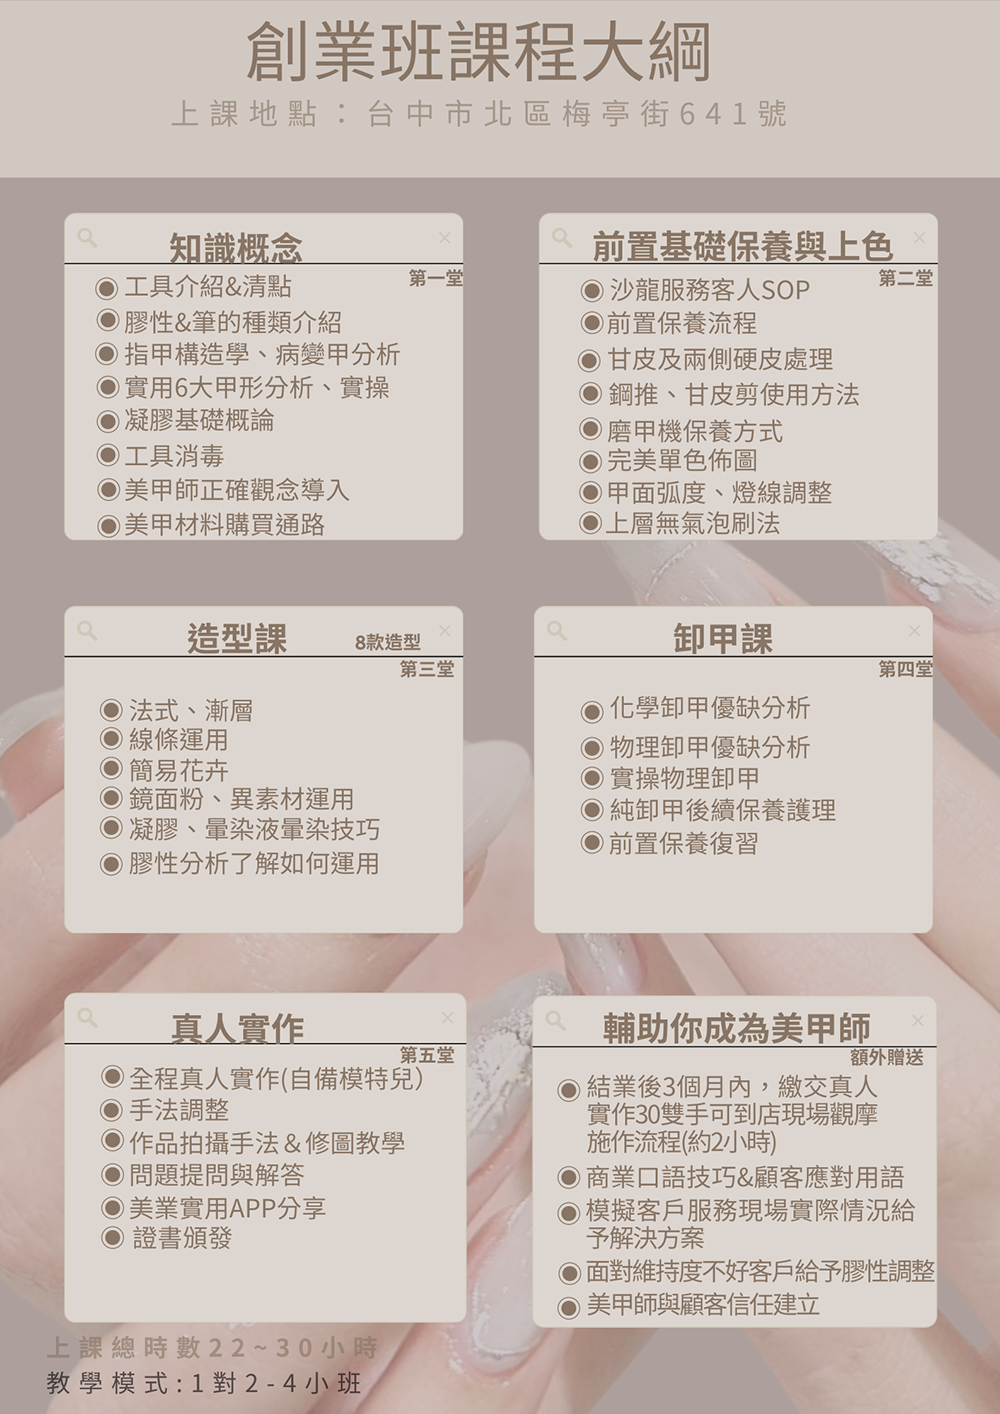 創業班課程大綱
上課地點：台中市北區梅亭街641號
知識概念
第一堂
工具介紹&清點
膠性&筆的種類介紹
指甲構造學、病變甲分析
實用6大甲形分析、實操
凝膠基礎概論
工具消毒
美甲師正確觀念導入
美甲材料購買通路
前置基礎保養與上色
第二堂
沙龍服務客人SOP
前置保養流程
甘皮及兩側硬皮處理
鋼推、甘皮剪使用方法
磨甲機保養方式
完美單色佈圖
甲面弧度、燈線調整
上層無氣泡刷法
造型課
8款造型
第三堂
法式、漸層
線條運用
簡易花卉
鏡面粉、異素材運用
凝膠、暈染液暈染技巧
膠性分析了解如何運用
卸甲課
第四堂
化學卸甲優缺分析
物理卸甲優缺分析
實操物理卸甲
純卸甲後續保養護理
前置保養復習
真人實作
第五堂
全程真人實作(自備模特兒）
手法調整
作品拍攝手法＆修圖教學
問題提問與解答
美業實用APP分享
證書頒發
輔助你成為美甲師
額外贈送
結業後3個月內，繳交真人
實作30雙手可到店現場觀摩
施作流程(約2小時)
商業口語技巧&顧客應對用語
模擬客戶服務現場實際情況給
予解決方案
面對維持度不好客戶給予膠性調整
美甲師與顧客信任建立
上課總時數22~30小時
教學模式:1對2-4小班